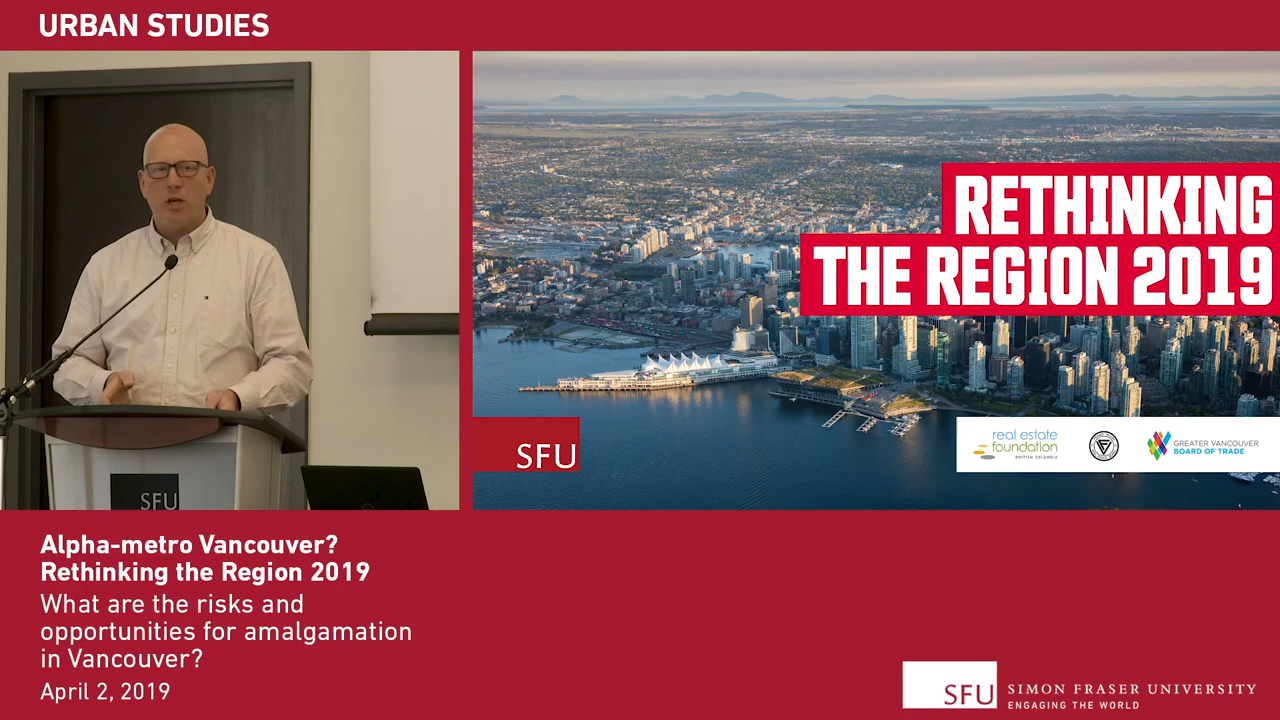 URBAN STUDIES
RETHINKING
THE REGION 2019
SFU
real estate
foundation
BRITISH COLUMBIA
GREATER VANCOUVER
BOARD OF TRADE
SFU
Alpha-metro Vancouver?
Rethinking the Region 2019
What are the risks and
opportunities for amalgamation
in Vancouver?
April 2, 2019
SFU
SIMON FRASER UNIVERSITY
ENGAGING THE WORLD